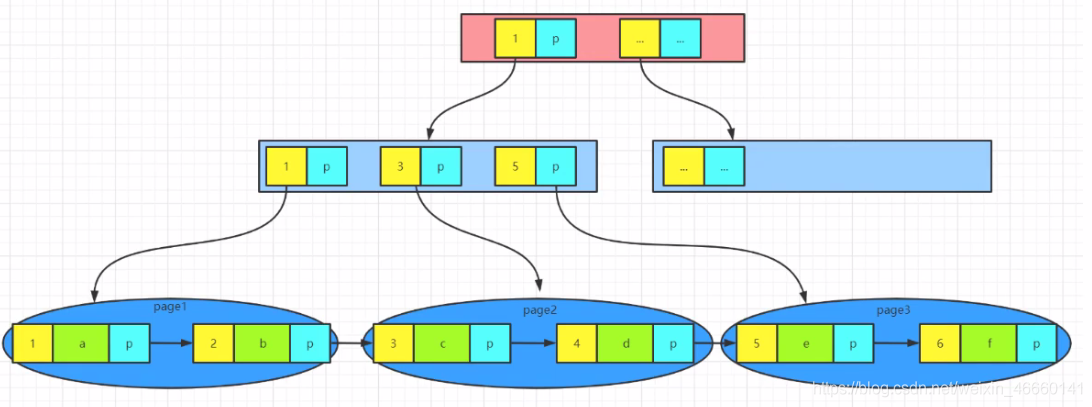 1 p ... ...
1 p 3 p 5 p ... ...
page1 page2 page3
1 a p 2 b p 3 c p 4 d p 5 e p 6 f p
https://blog.csdn.net/weixin_46660141